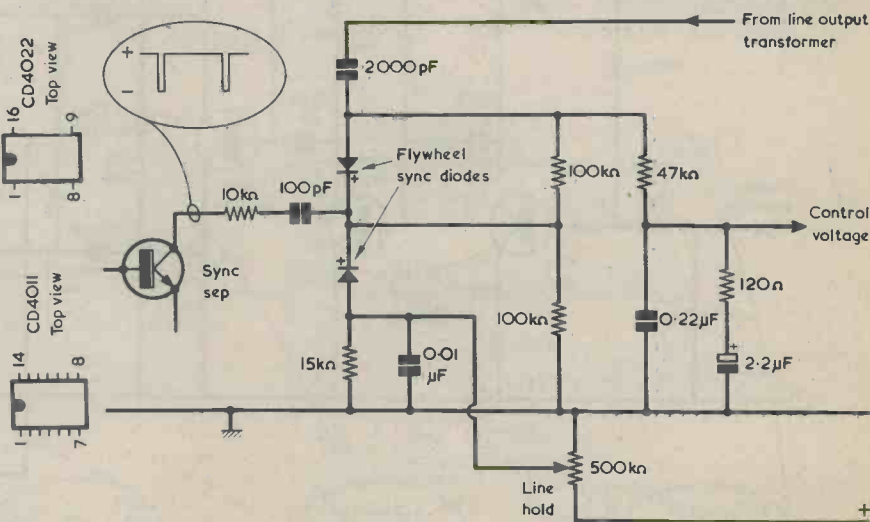 From line output
transformer
2000pF
+
-
16
9
CD4022
Top view
1
8
Flywheel
sync diodes
+
100kΩ
47kΩ
10kΩ
100pF
Control
voltage
+
Sync
sep
120Ω
14
8
CD4011
Top view
1
7
15kΩ
0·01
µF
100kΩ
0·22µF
+
2·2µF
500kΩ
Line
hold
+